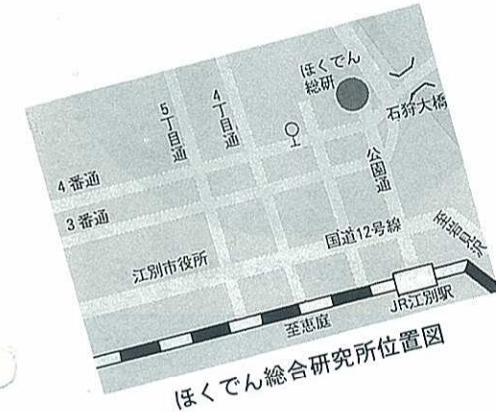 ほくでん
総研
石狩大橋
5丁目通
4丁目通
公園通
4番通
3番通
国道12号線
至岩見沢
江別市役所
JR江別駅
至恵庭
ほくでん総合研究所位置図